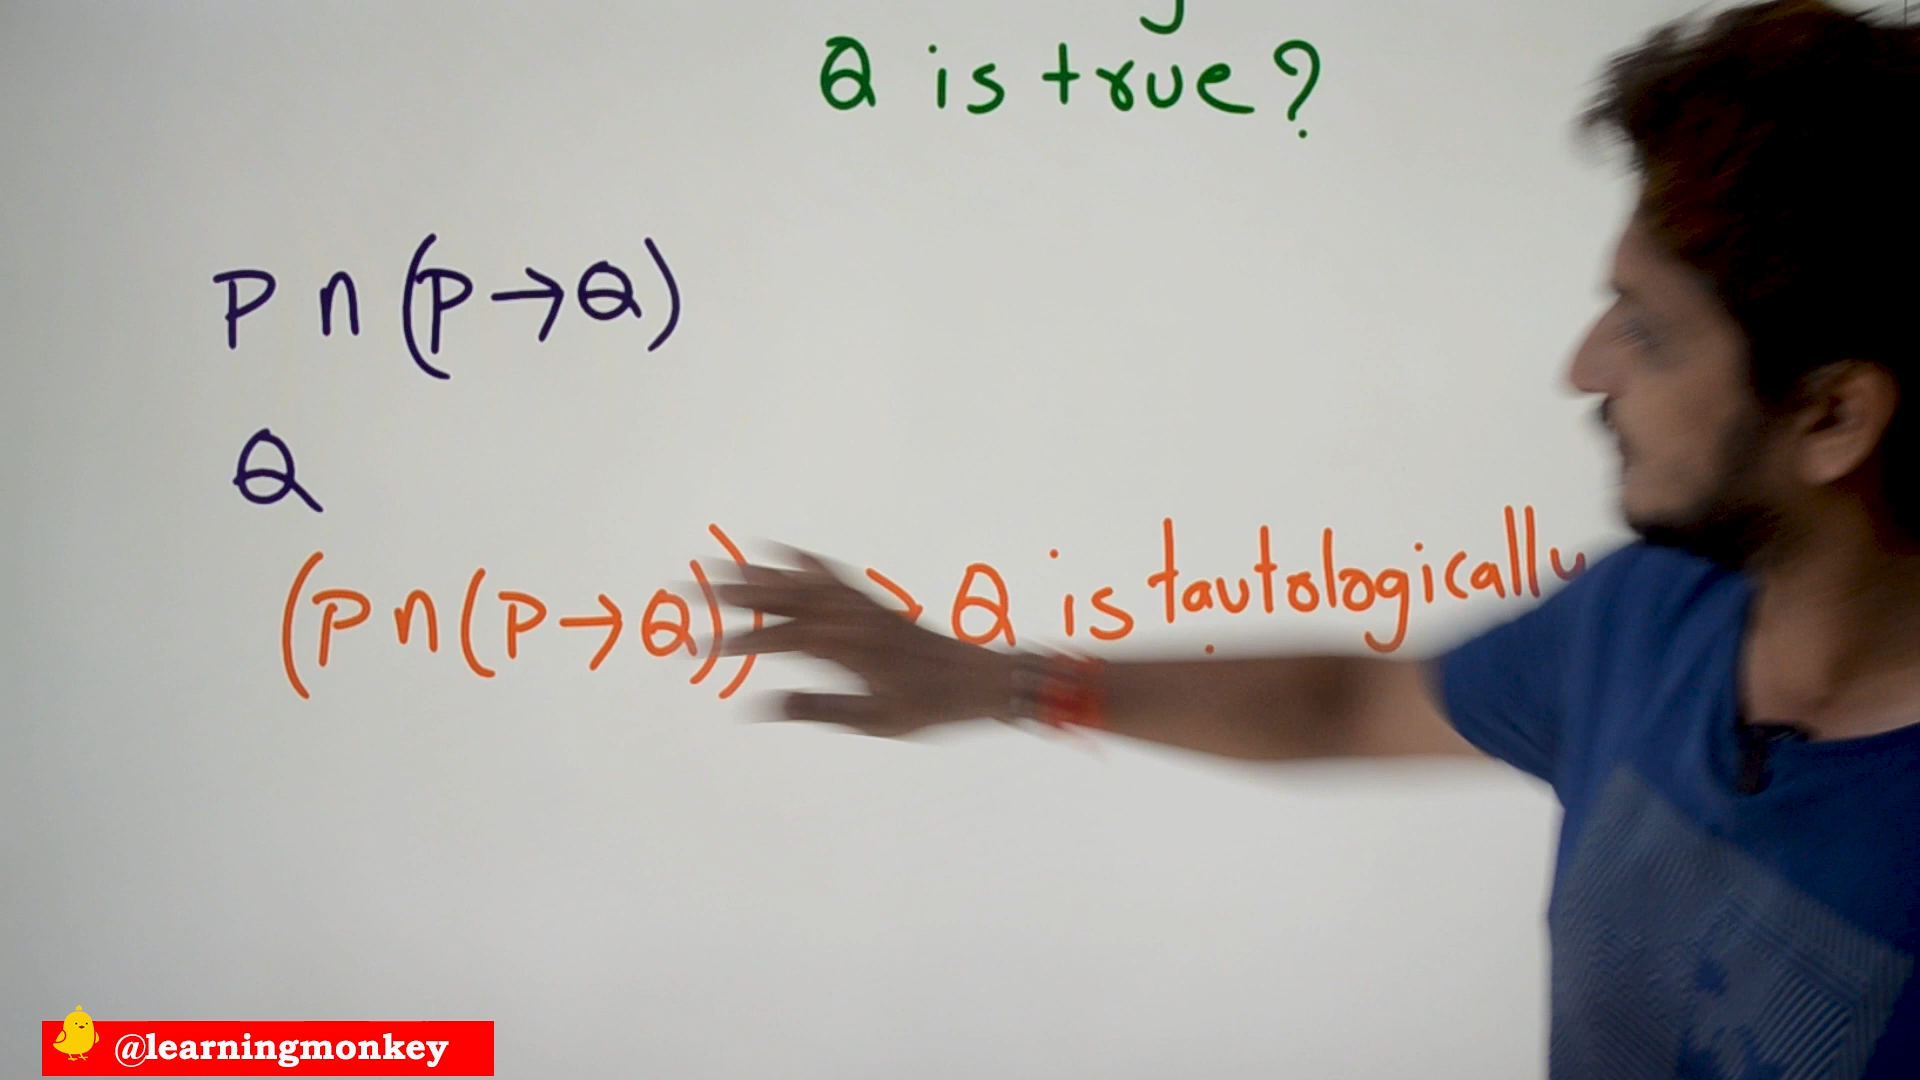 Q is true?
P n (P → Q)
Q
(P n (P → Q)) → Q is tautologically
@learningmonkey